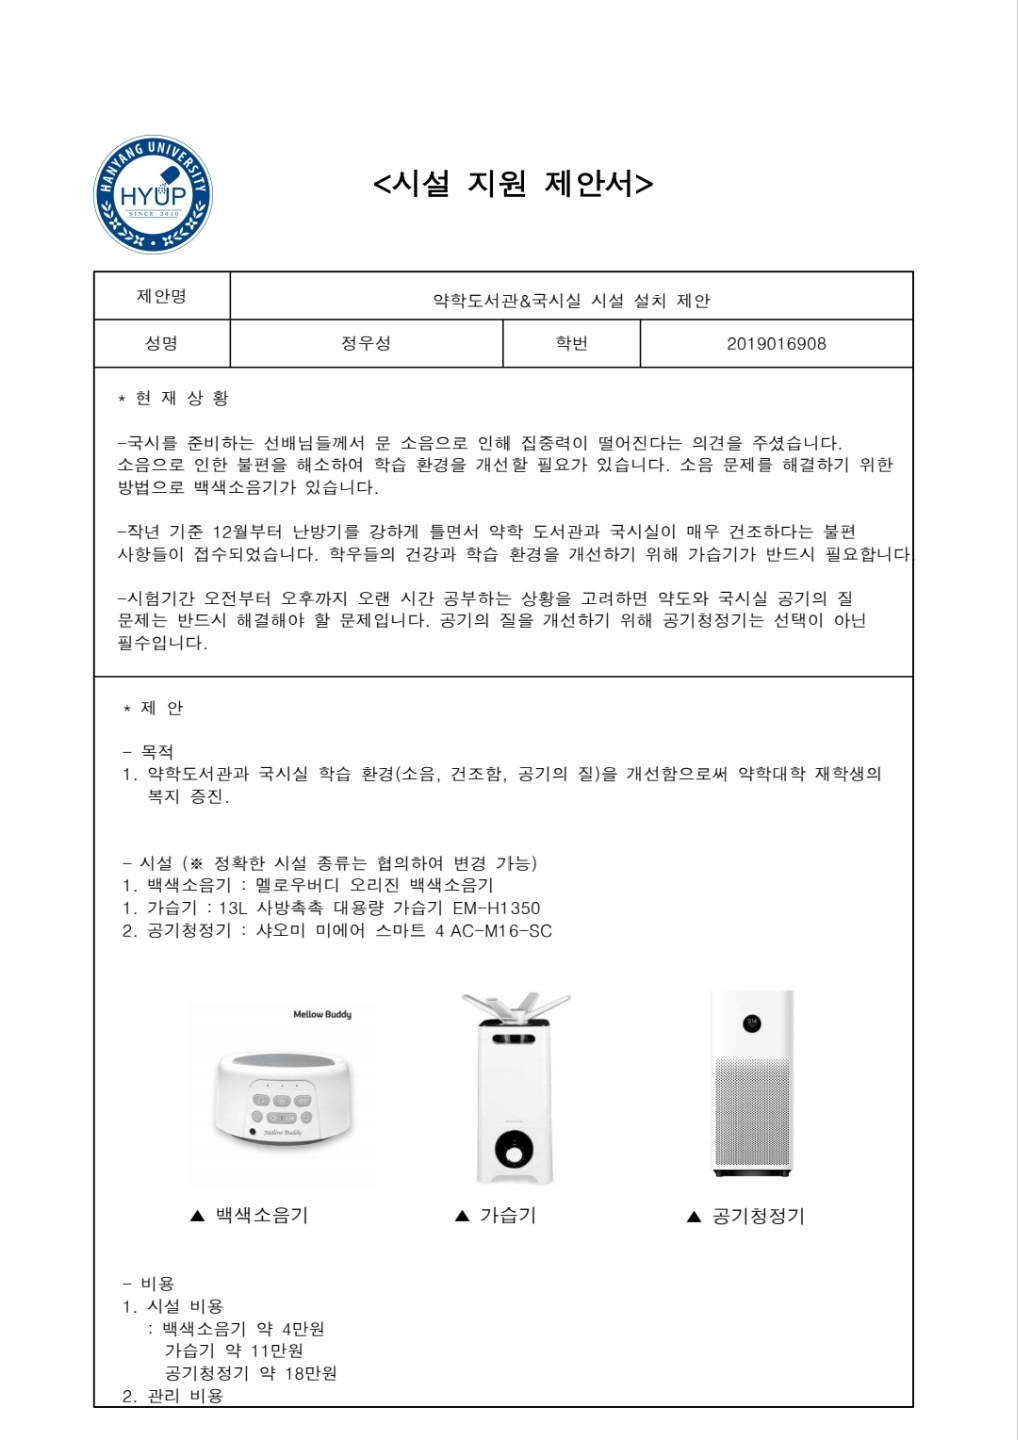 HANYANG UNIVERSITY
HYUP
SINCE 2010
<시설 지원 제안서>
제안명 약학도서관&국시실 시설 설치 제안
성명 정우성 학번 2019016908
* 현 재 상 황
-국시를 준비하는 선배님들께서 문 소음으로 인해 집중력이 떨어진다는 의견을 주셨습니다.
소음으로 인한 불편을 해소하여 학습 환경을 개선할 필요가 있습니다. 소음 문제를 해결하기 위한
방법으로 백색소음기가 있습니다.
-작년 기준 12월부터 난방기를 강하게 틀면서 약학 도서관과 국시실이 매우 건조하다는 불편
사항들이 접수되었습니다. 학우들의 건강과 학습 환경을 개선하기 위해 가습기가 반드시 필요합니다.
-시험기간 오전부터 오후까지 오랜 시간 공부하는 상황을 고려하면 약도와 국시실 공기의 질
문제는 반드시 해결해야 할 문제입니다. 공기의 질을 개선하기 위해 공기청정기는 선택이 아닌
필수입니다.
* 제 안
- 목적
1. 약학도서관과 국시실 학습 환경(소음, 건조함, 공기의 질)을 개선함으로써 약학대학 재학생의
복지 증진.
- 시설 (※ 정확한 시설 종류는 협의하여 변경 가능)
1. 백색소음기 : 멜로우버디 오리진 백색소음기
1. 가습기 : 13L 사방촉촉 대용량 가습기 EM-H1350
2. 공기청정기 : 샤오미 미에어 스마트 4 AC-M16-SC
Mellow Buddy
Mellow Buddy
▲ 백색소음기 ▲ 가습기 ▲ 공기청정기
- 비용
1. 시설 비용
: 백색소음기 약 4만원
가습기 약 11만원
공기청정기 약 18만원
2. 관리 비용